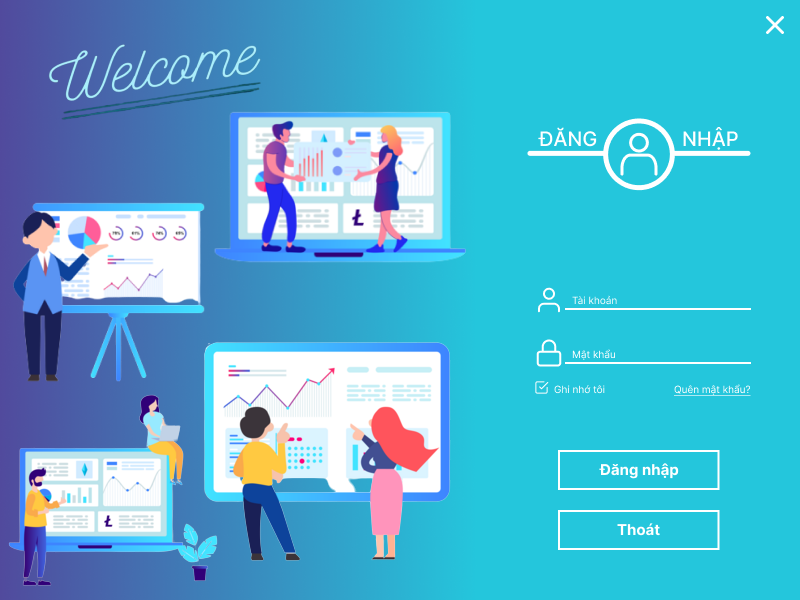 Welcome
ĐĂNG NHẬP
Tài khoản
Mật khẩu
Ghi nhớ tôi
Quên mật khẩu?
Đăng nhập
Thoát